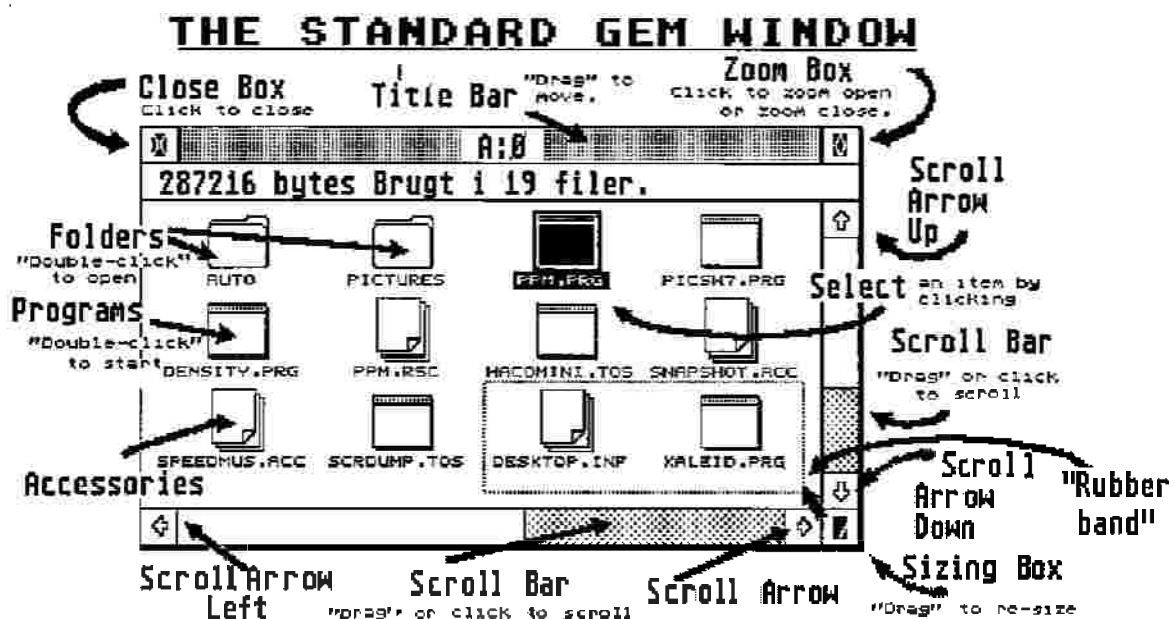 THE STANDARD GEM WINDOW
Close Box
Click to close
Title Bar
"Drag" to
move.
Zoom Box
Click to zoom open
or zoom close.
A:0
287216 bytes Brugt i 19 filer.
Scroll
Arrow
Up
Folders
"Double-click"
to open
AUTO
PICTURES
PPM.PRG
PICSW7.PRG
Select
an item by
clicking
Programs
"Double-click"
to start
DENSITY.PRG
PPM.RSC
MACOMINI.TOS
SNAPSHOT.ACC
Scroll Bar
"Drag" or click
to scroll
SPEEDMUS.ACC
SCRDUMP.TOS
DESKTOP.INF
KALEID.PRG
Accessories
Scroll
Arrow
Down
"Rubber
band"
Scroll Arrow
Left
Scroll Bar
"Drag" or click to scroll
Scroll Arrow
Sizing Box
"Drag" to re-size